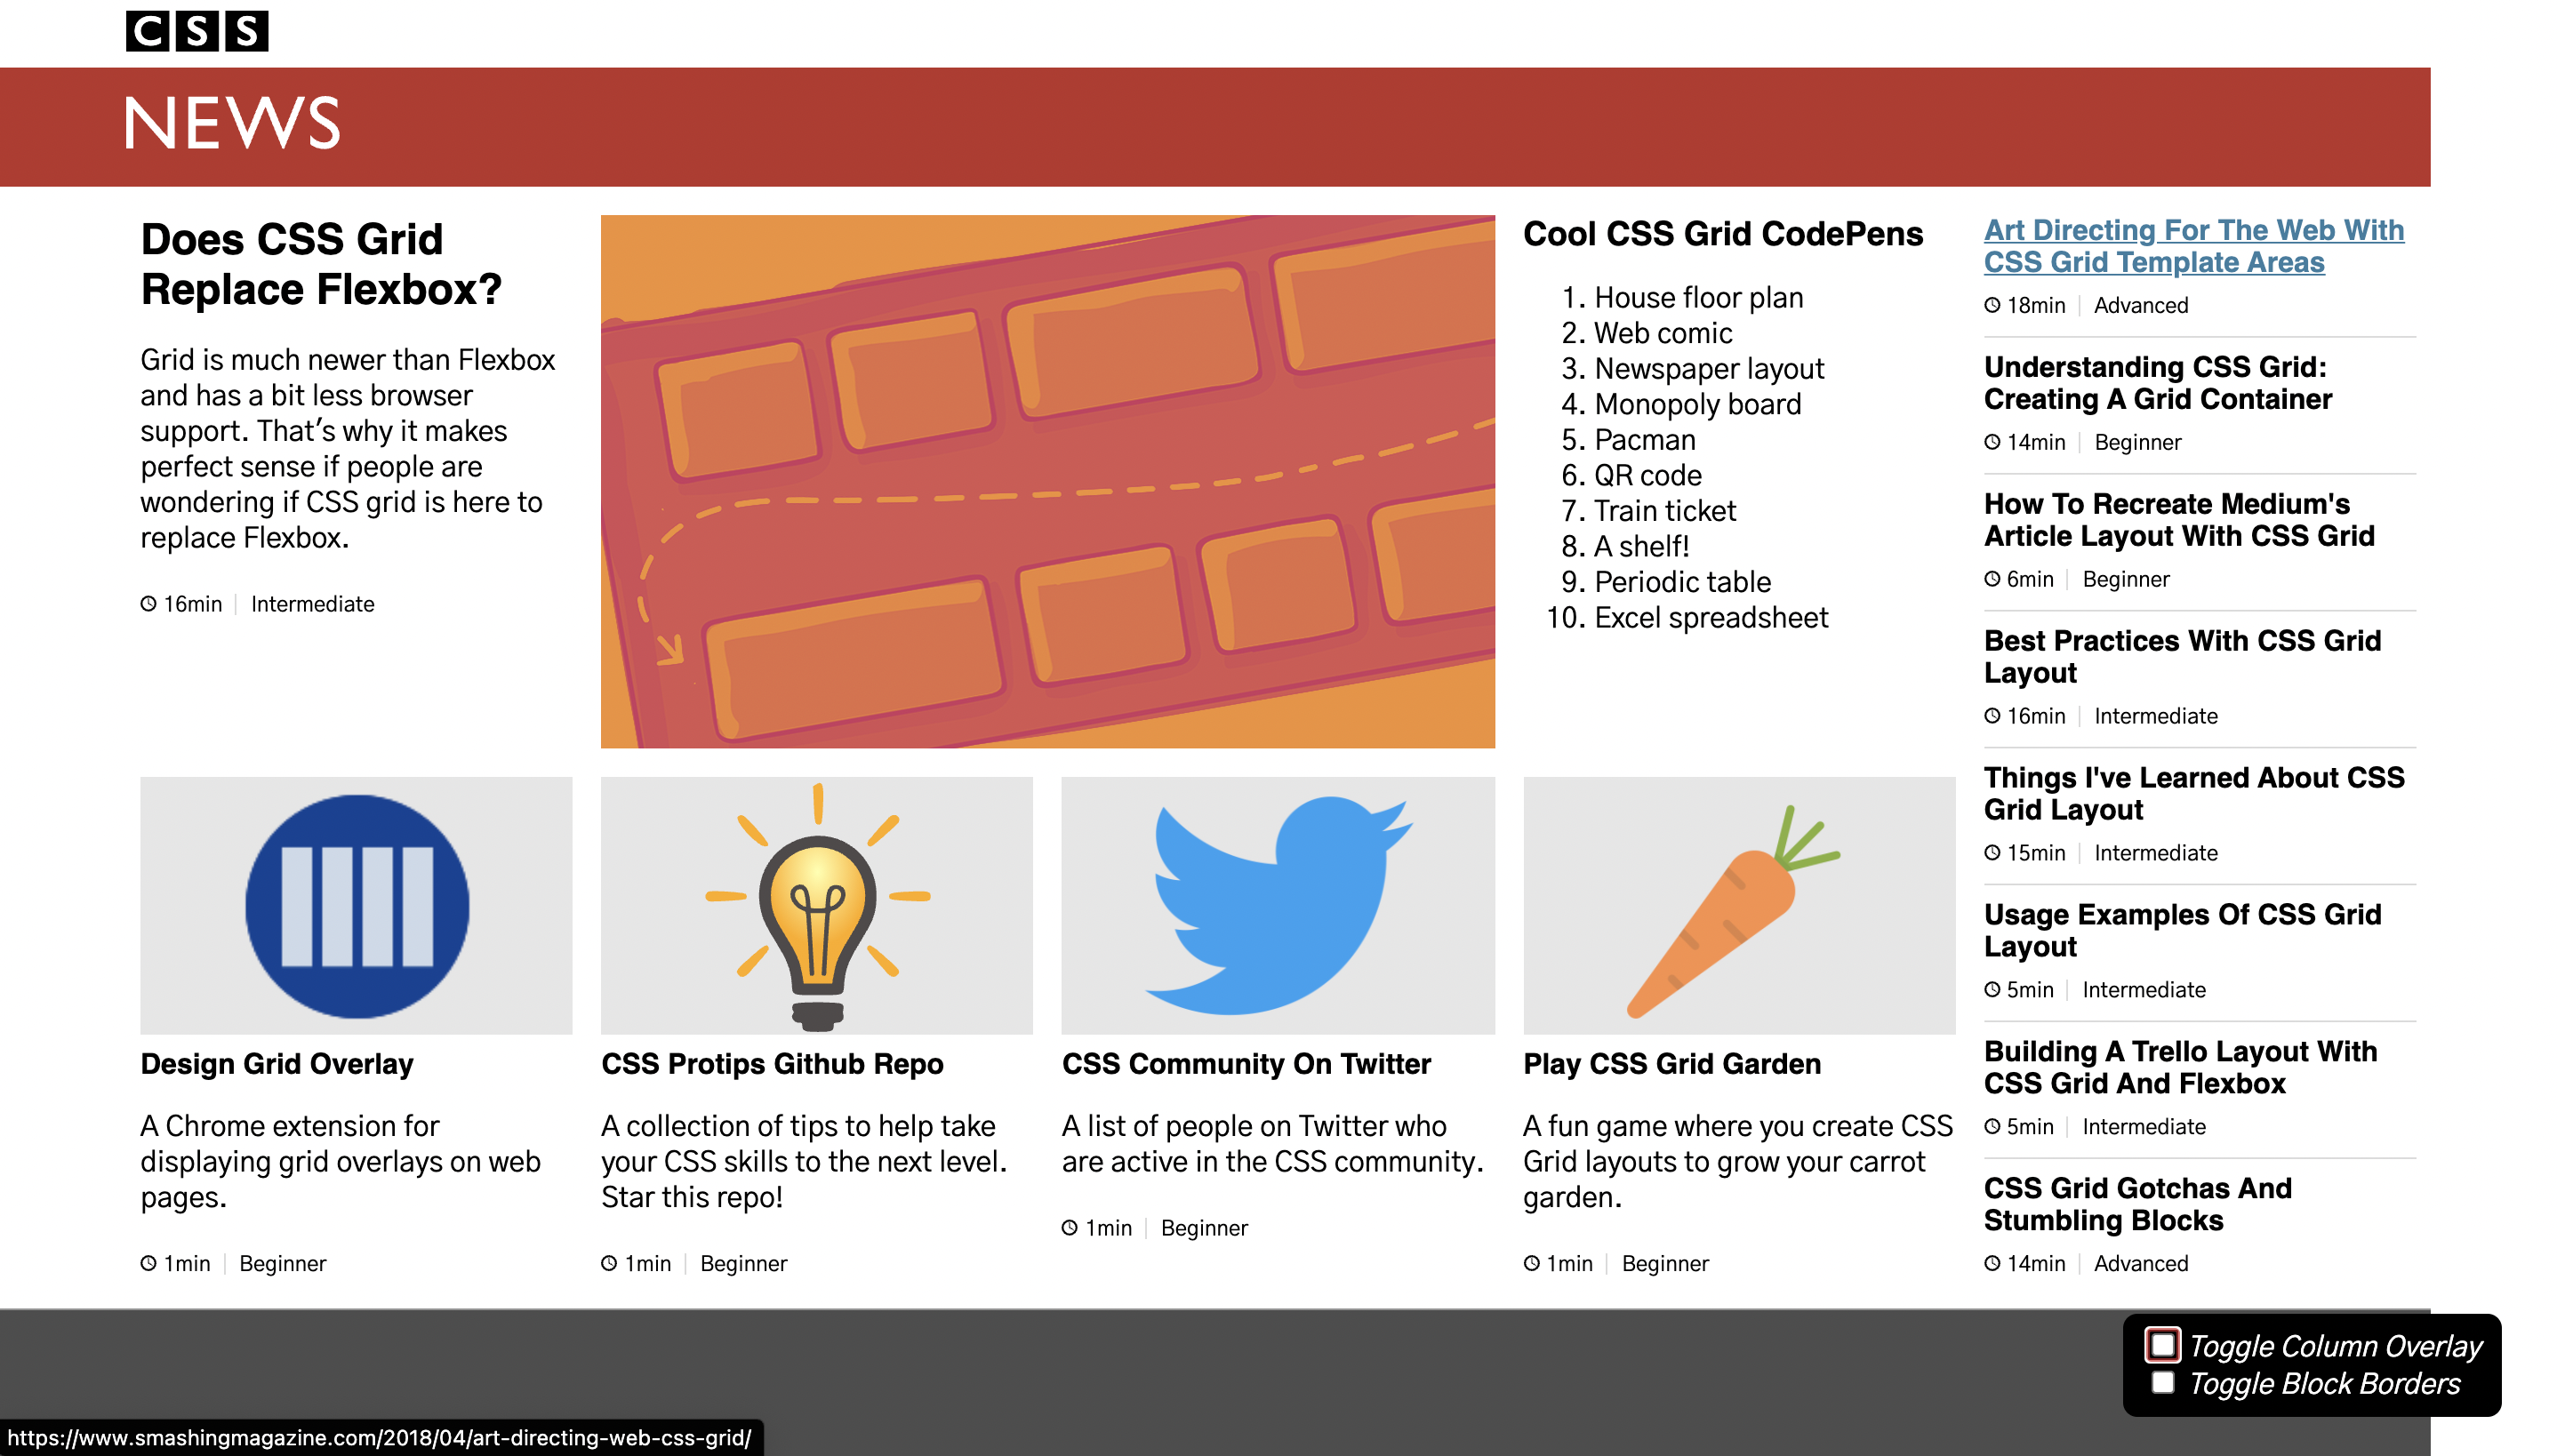 CSS
NEWS
Does CSS Grid
Replace Flexbox?
Grid is much newer than Flexbox
and has a bit less browser
support. That's why it makes
perfect sense if people are
wondering if CSS grid is here to
replace Flexbox.
16min | Intermediate
Cool CSS Grid CodePens
1. House floor plan
2. Web comic
3. Newspaper layout
4. Monopoly board
5. Pacman
6. QR code
7. Train ticket
8. A shelf!
9. Periodic table
10. Excel spreadsheet
Art Directing For The Web With
CSS Grid Template Areas
18min | Advanced
Understanding CSS Grid:
Creating A Grid Container
14min | Beginner
How To Recreate Medium's
Article Layout With CSS Grid
6min | Beginner
Best Practices With CSS Grid
Layout
16min | Intermediate
Things I've Learned About CSS
Grid Layout
15min | Intermediate
Usage Examples Of CSS Grid
Layout
5min | Intermediate
Building A Trello Layout With
CSS Grid And Flexbox
5min | Intermediate
CSS Grid Gotchas And
Stumbling Blocks
14min | Advanced
Design Grid Overlay
A Chrome extension for
displaying grid overlays on web
pages.
1min | Beginner
CSS Protips Github Repo
A collection of tips to help take
your CSS skills to the next level.
Star this repo!
1min | Beginner
CSS Community On Twitter
A list of people on Twitter who
are active in the CSS community.
1min | Beginner
Play CSS Grid Garden
A fun game where you create CSS
Grid layouts to grow your carrot
garden.
1min | Beginner
Toggle Column Overlay
Toggle Block Borders
https://www.smashingmagazine.com/2018/04/art-directing-web-css-grid/